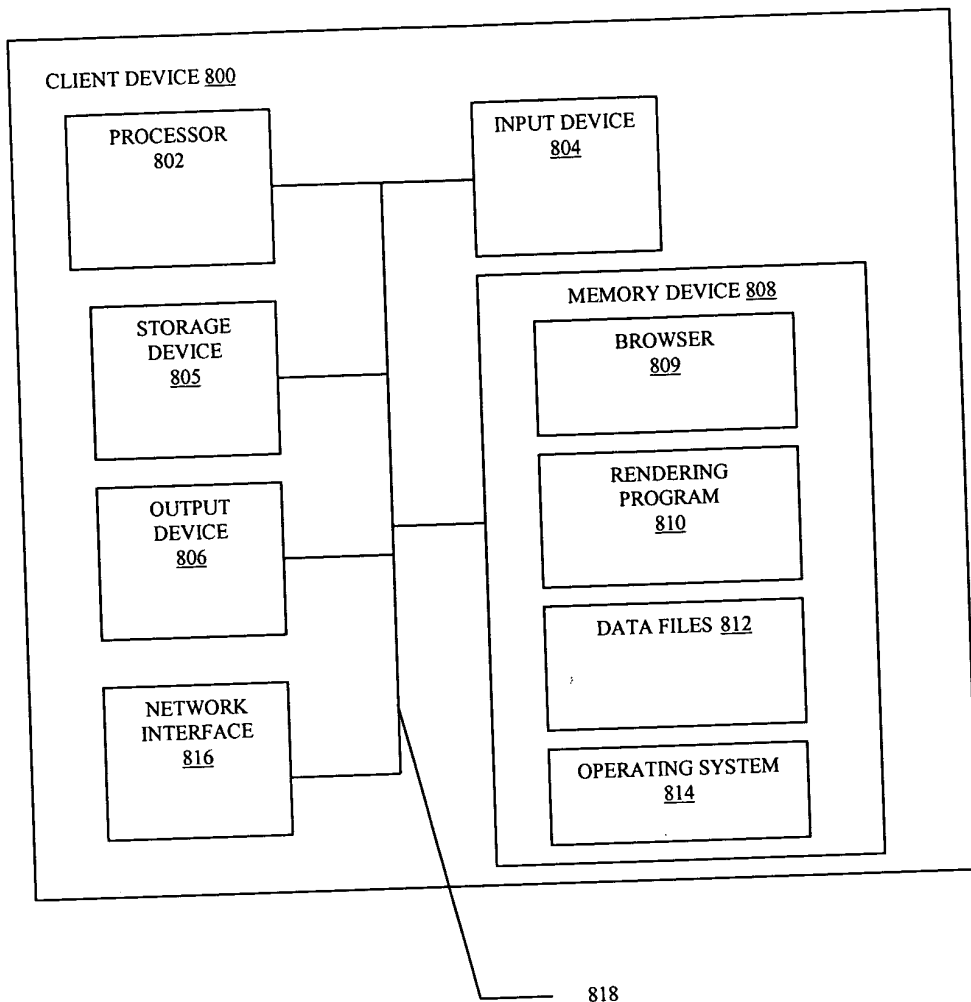 CLIENT DEVICE 800
PROCESSOR
802
INPUT DEVICE
804
STORAGE
DEVICE
805
OUTPUT
DEVICE
806
NETWORK
INTERFACE
816
MEMORY DEVICE 808
BROWSER
809
RENDERING
PROGRAM
810
DATA FILES 812
OPERATING SYSTEM
814
818